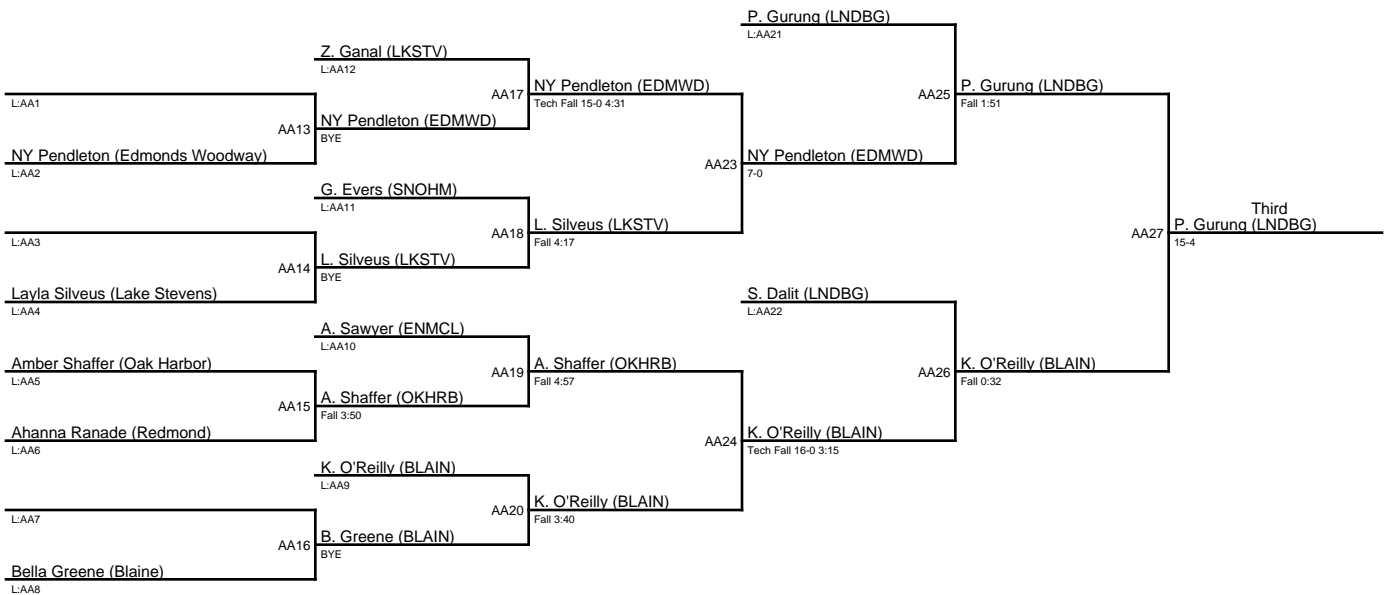 P. Gurung (LNDBG)
L:AA21
Z. Ganal (LKSTV)
L:AA12
L:AA1
AA17
NY Pendleton (EDMWD)
Tech Fall 15-0 4:31
AA25
P. Gurung (LNDBG)
Fall 1:51
AA13
NY Pendleton (EDMWD)
BYE
NY Pendleton (Edmonds Woodway)
L:AA2
AA23
NY Pendleton (EDMWD)
7-0
G. Evers (SNOHM)
L:AA11
L:AA3
AA18
L. Silveus (LKSTV)
Fall 4:17
AA27
Third
P. Gurung (LNDBG)
15-4
AA14
L. Silveus (LKSTV)
BYE
Layla Silveus (Lake Stevens)
L:AA4
S. Dalit (LNDBG)
L:AA22
A. Sawyer (ENMCL)
L:AA10
Amber Shaffer (Oak Harbor)
L:AA5
AA19
A. Shaffer (OKHRB)
Fall 4:57
AA26
K. O'Reilly (BLAIN)
Fall 0:32
AA15
A. Shaffer (OKHRB)
Fall 3:50
Ahanna Ranade (Redmond)
L:AA6
AA24
K. O'Reilly (BLAIN)
Tech Fall 16-0 3:15
K. O'Reilly (BLAIN)
L:AA9
L:AA7
AA20
K. O'Reilly (BLAIN)
Fall 3:40
AA16
B. Greene (BLAIN)
BYE
Bella Greene (Blaine)
L:AA8